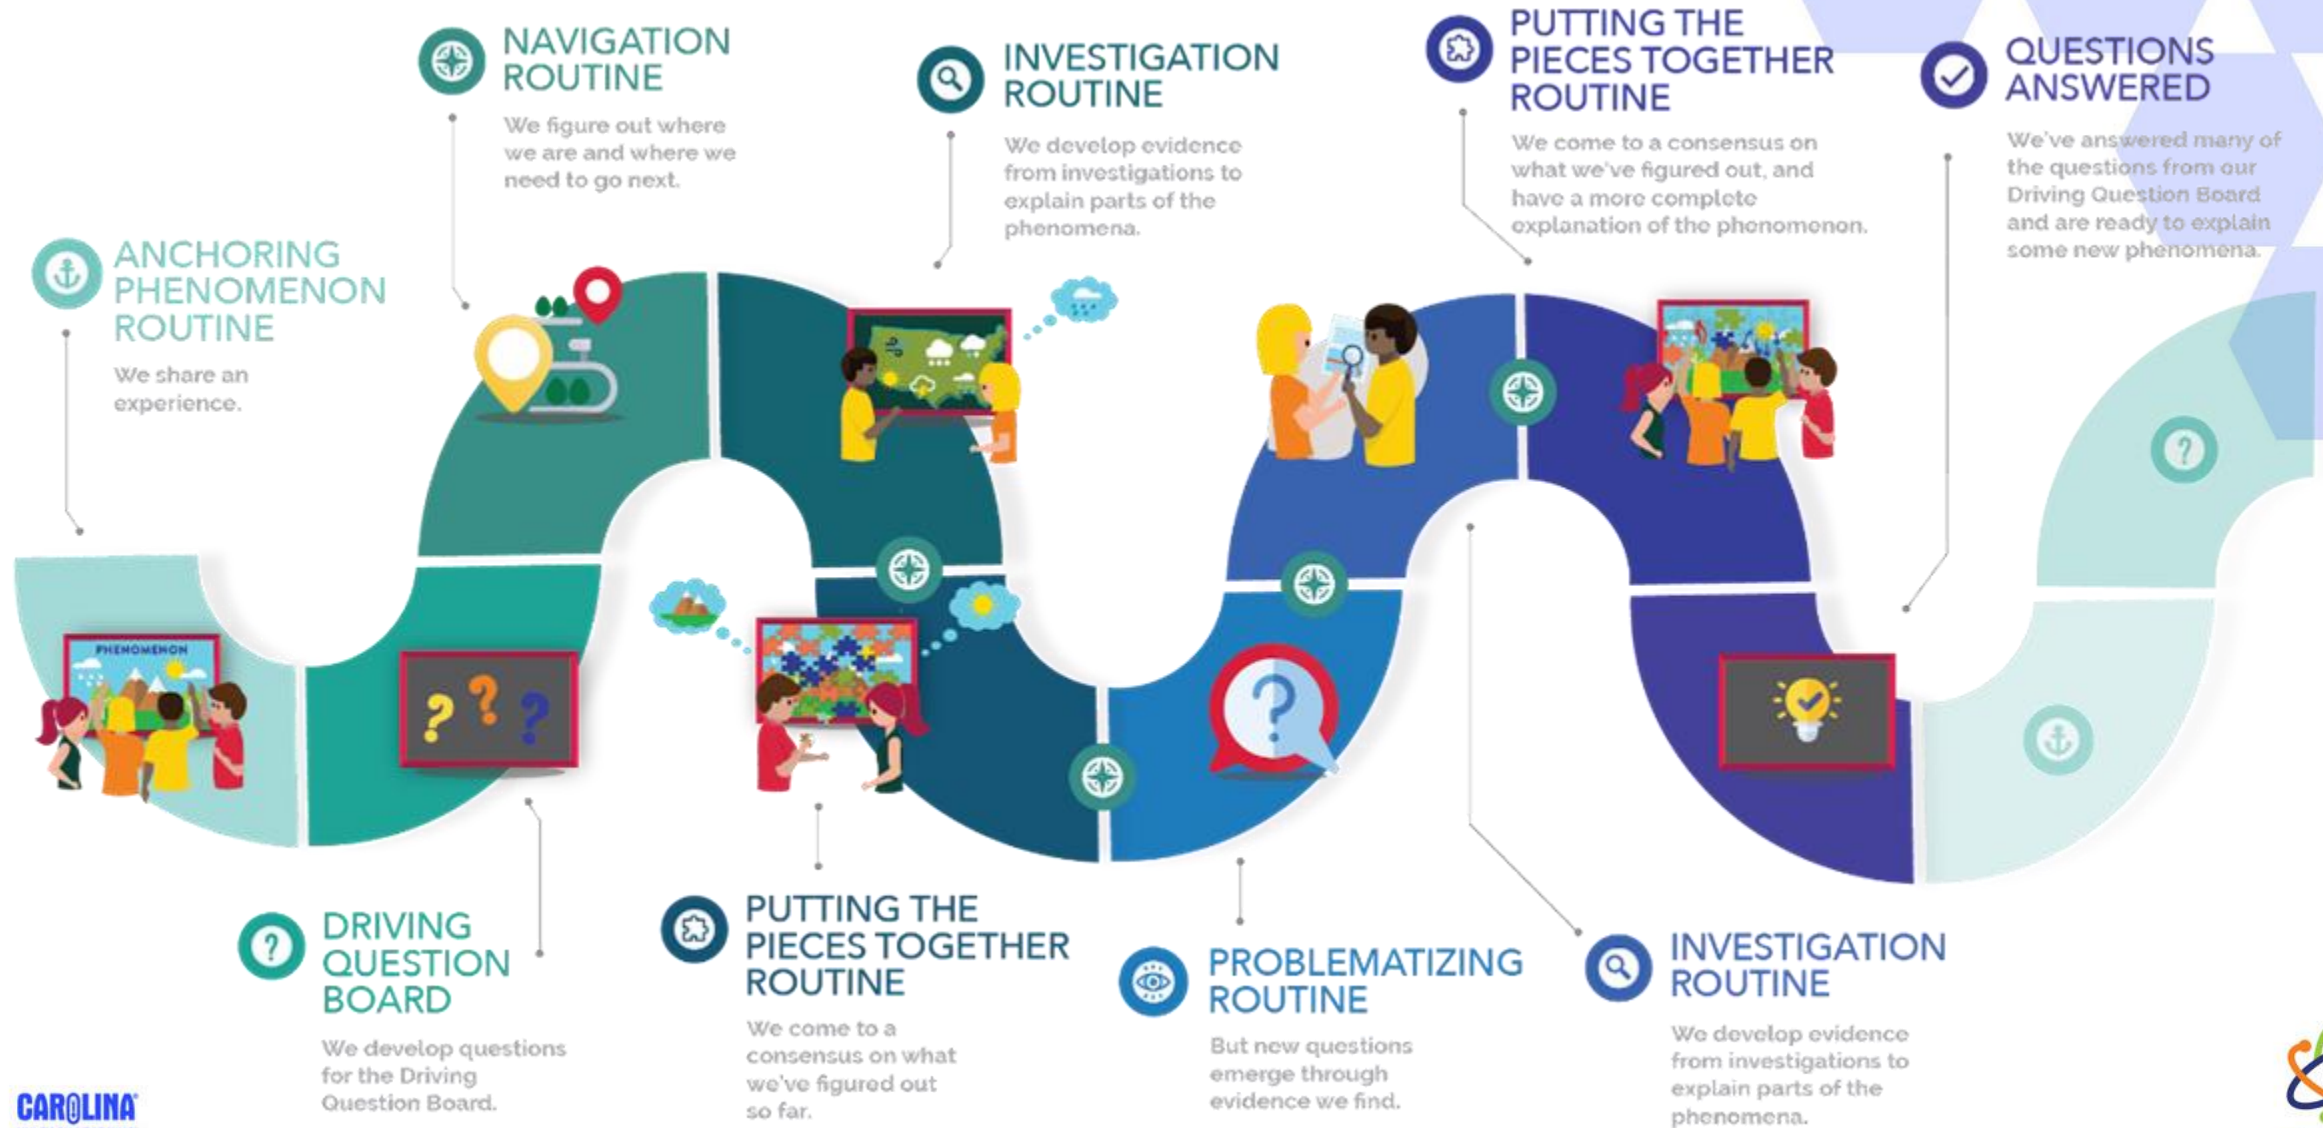 ANCHORING
PHENOMENON
ROUTINE
We share an
experience.
NAVIGATION
ROUTINE
We figure out where
we are and where we
need to go next.
INVESTIGATION
ROUTINE
We develop evidence
from investigations to
explain parts of the
phenomena.
PUTTING THE
PIECES TOGETHER
ROUTINE
We come to a consensus on
what we've figured out, and
have a more complete
explanation of the phenomenon.
QUESTIONS
ANSWERED
We've answered many of
the questions from our
Driving Question Board
and are ready to explain
some new phenomena.
PHENOMENON
? ? ?
?
?
?
DRIVING
QUESTION
BOARD
We develop questions
for the Driving
Question Board.
?
PUTTING THE
PIECES TOGETHER
ROUTINE
We come to a
consensus on what
we've figured out
so far.
PROBLEMATIZING
ROUTINE
But new questions
emerge through
evidence we find.
INVESTIGATION
ROUTINE
We develop evidence
from investigations to
explain parts of the
phenomena.
CAROLINA®